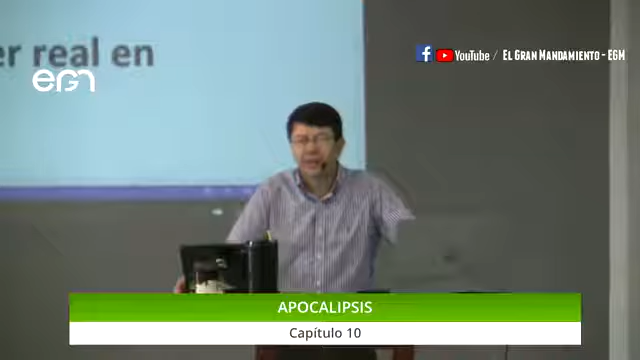 er real en
EGM
YouTube / El Gran Mandamiento - EGM
APOCALIPSIS
Capítulo 10